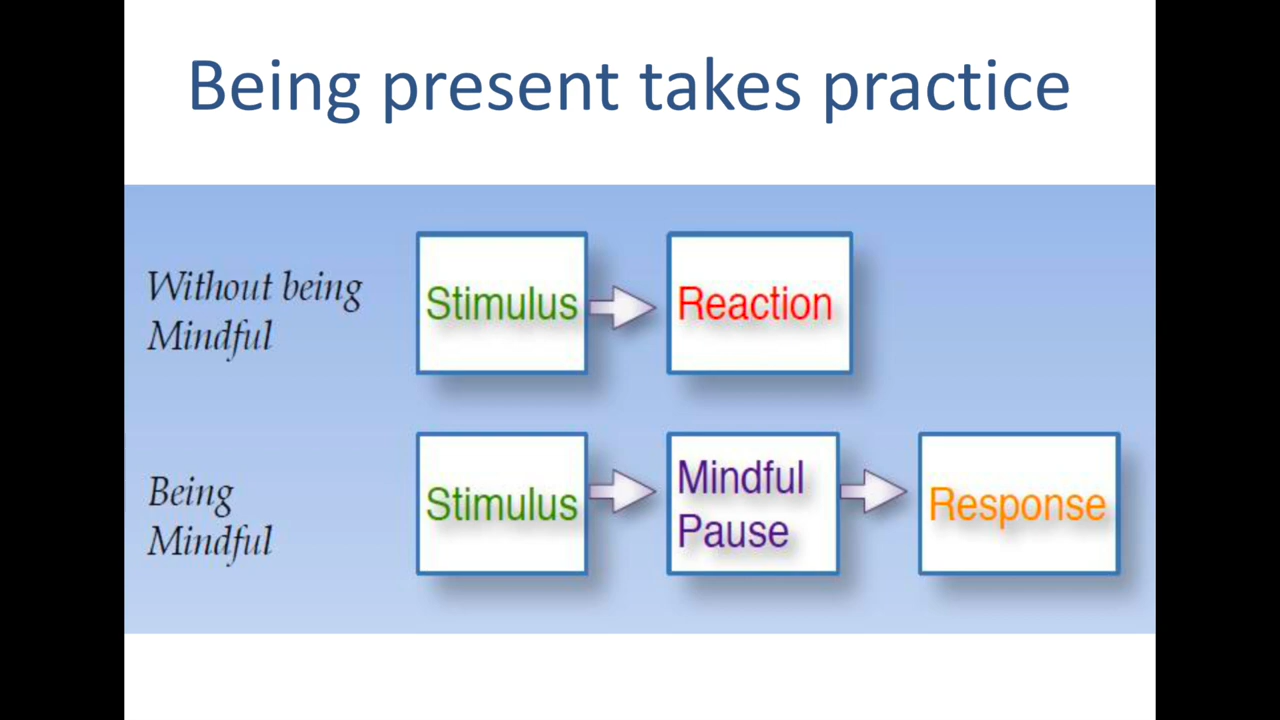 Being present takes practice
Without being
Mindful
Stimulus
Reaction
Being
Mindful
Stimulus
Mindful
Pause
Response